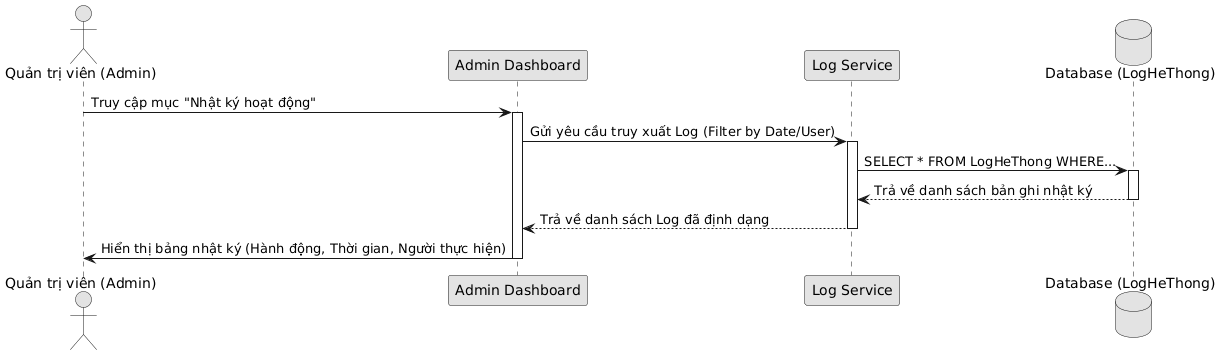 Quản trị viên (Admin)
Admin Dashboard
Log Service
Database (LogHeThong)
Truy cập mục "Nhật ký hoạt động"
Gửi yêu cầu truy xuất Log (Filter by Date/User)
SELECT * FROM LogHeThong WHERE...
Trả về danh sách bản ghi nhật ký
Trả về danh sách Log đã định dạng
Hiển thị bảng nhật ký (Hành động, Thời gian, Người thực hiện)
Quản trị viên (Admin)
Admin Dashboard
Log Service
Database (LogHeThong)